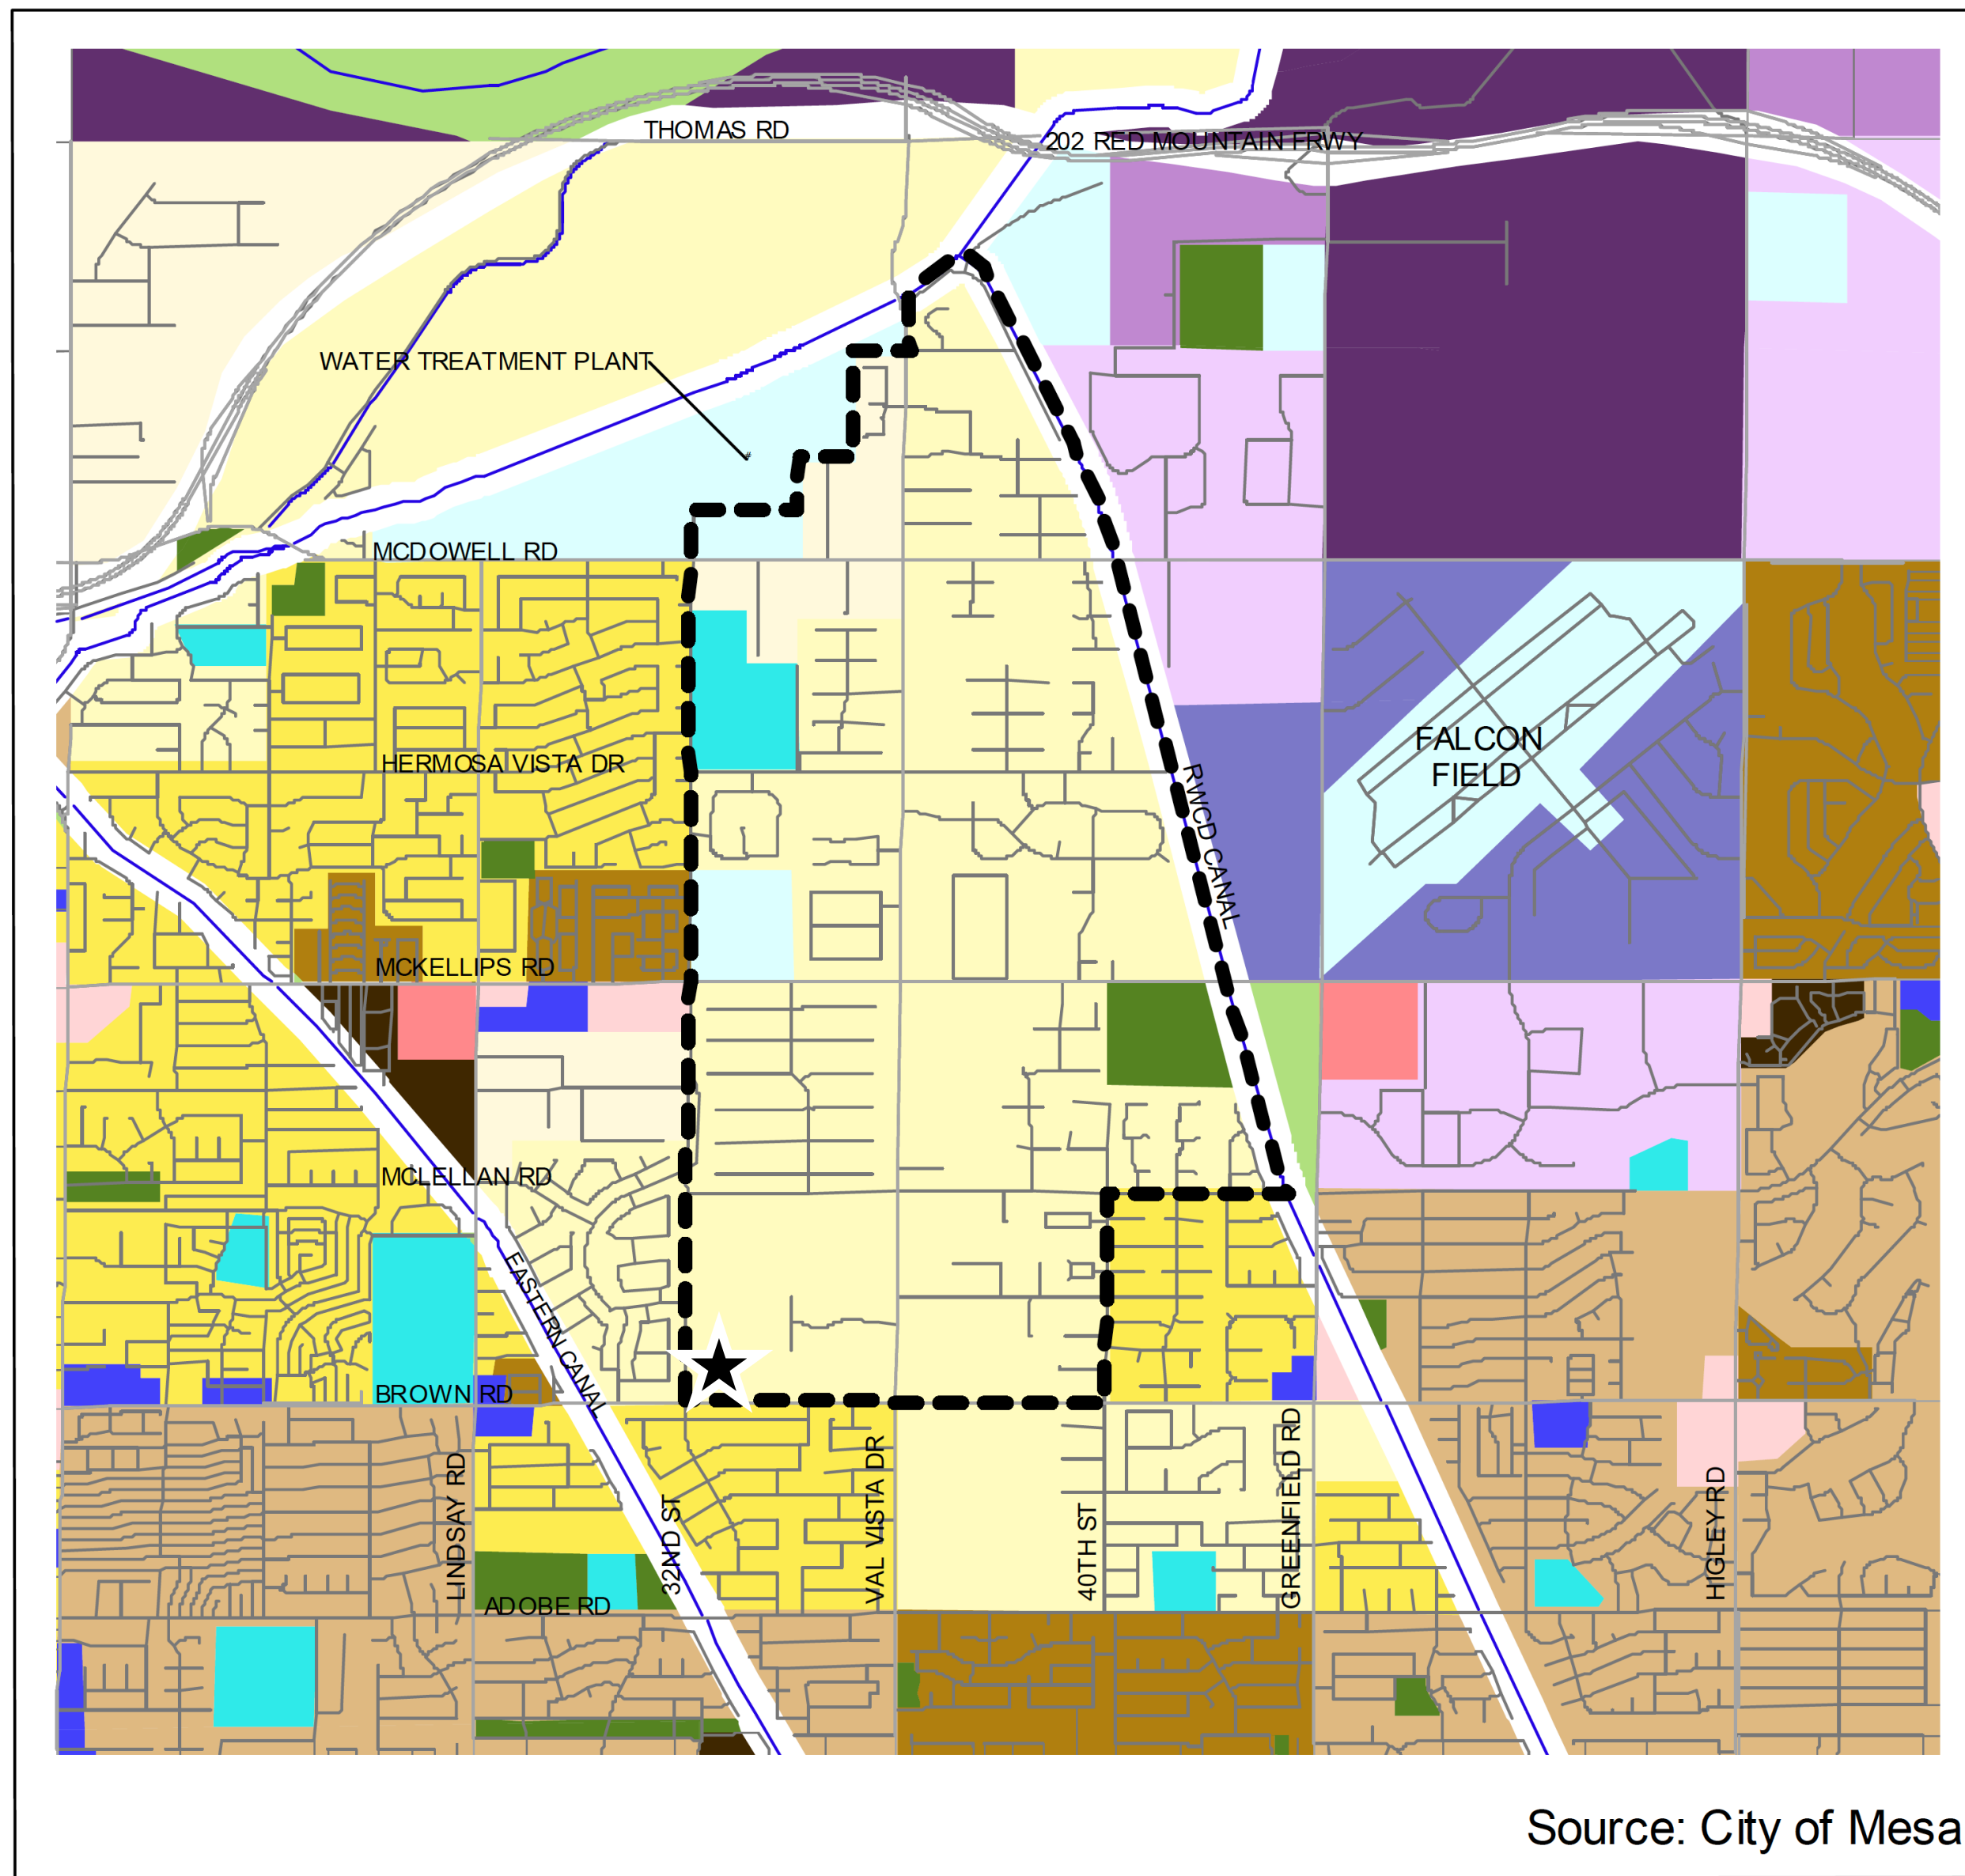 THOMAS RD
202 RED MOUNTAIN FRWY
WATER TREATMENT PLANT
MCDOWELL RD
FALCON
FIELD
HERMOSA VISTA DR
RWCD CANAL
MCKELLIPS RD
MCLELLAN RD
EASTERN CANAL
BROWN RD
LINDSAY RD
32ND ST
VAL VISTA DR
40TH ST
GREENFIELD RD
HIGLEY RD
ADOBE RD
Source: City of Mesa